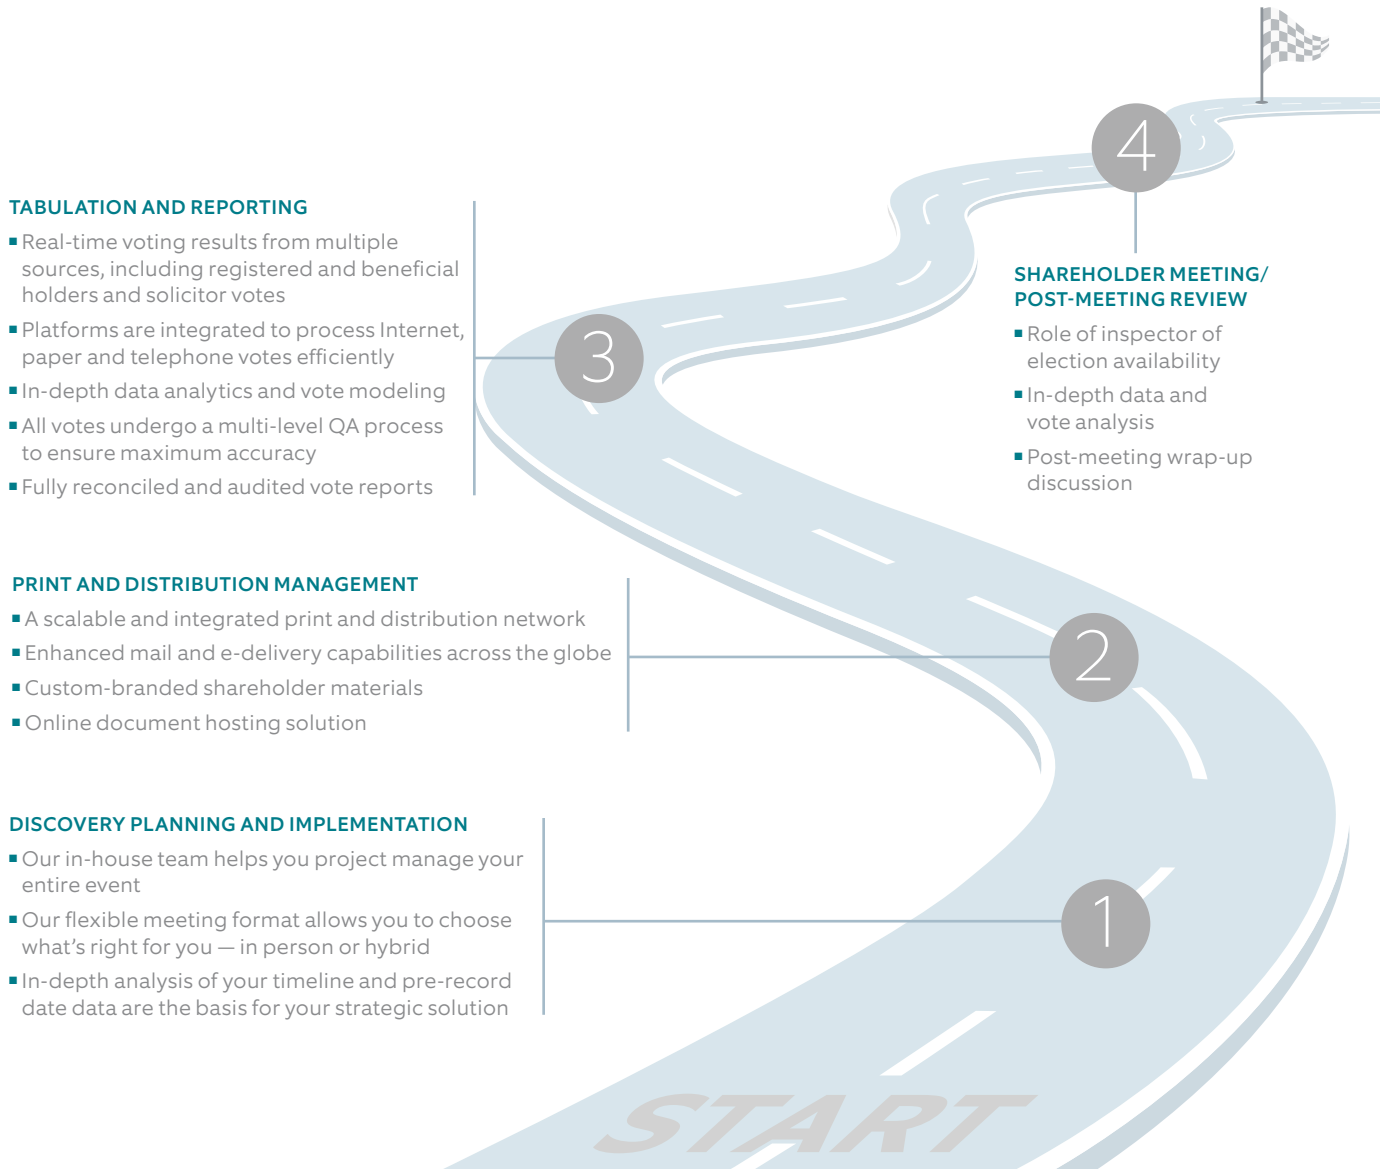 4
TABULATION AND REPORTING
■ Real-time voting results from multiple
sources, including registered and beneficial
holders and solicitor votes
■ Platforms are integrated to process Internet,
paper and telephone votes efficiently
■ In-depth data analytics and vote modeling
■ All votes undergo a multi-level QA process
to ensure maximum accuracy
■ Fully reconciled and audited vote reports
3
SHAREHOLDER MEETING/
POST-MEETING REVIEW
■ Role of inspector of
election availability
■ In-depth data and
vote analysis
■ Post-meeting wrap-up
discussion
PRINT AND DISTRIBUTION MANAGEMENT
■ A scalable and integrated print and distribution network
■ Enhanced mail and e-delivery capabilities across the globe
■ Custom-branded shareholder materials
■ Online document hosting solution
2
DISCOVERY PLANNING AND IMPLEMENTATION
■ Our in-house team helps you project manage your
entire event
■ Our flexible meeting format allows you to choose
what’s right for you — in person or hybrid
■ In-depth analysis of your timeline and pre-record
date data are the basis for your strategic solution
1
START